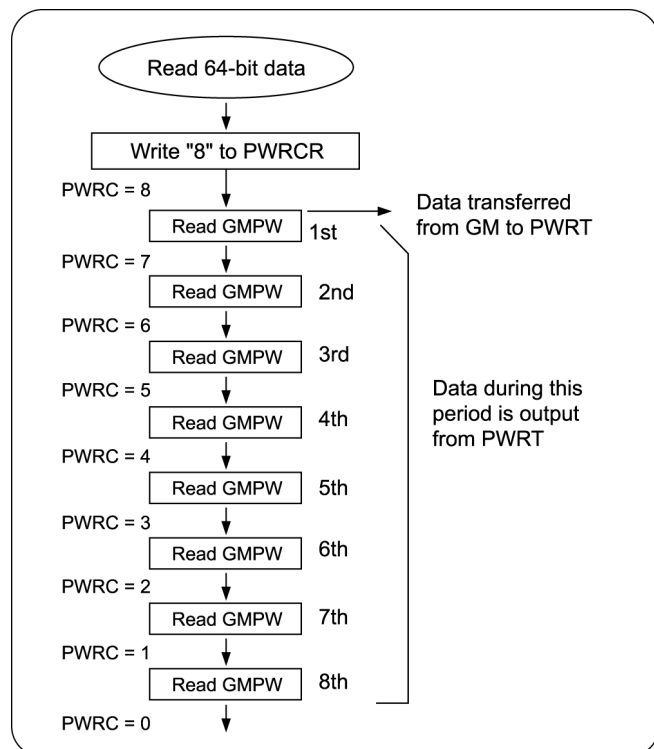 Read 64-bit data
Write "8" to PWRCR
PWRC = 8
Read GMPW
1st
Data transferred
from GM to PWRT
PWRC = 7
Read GMPW
2nd
PWRC = 6
Read GMPW
3rd
PWRC = 5
Read GMPW
4th
Data during this
period is output
from PWRT
PWRC = 4
Read GMPW
5th
PWRC = 3
Read GMPW
6th
PWRC = 2
Read GMPW
7th
PWRC = 1
Read GMPW
8th
PWRC = 0